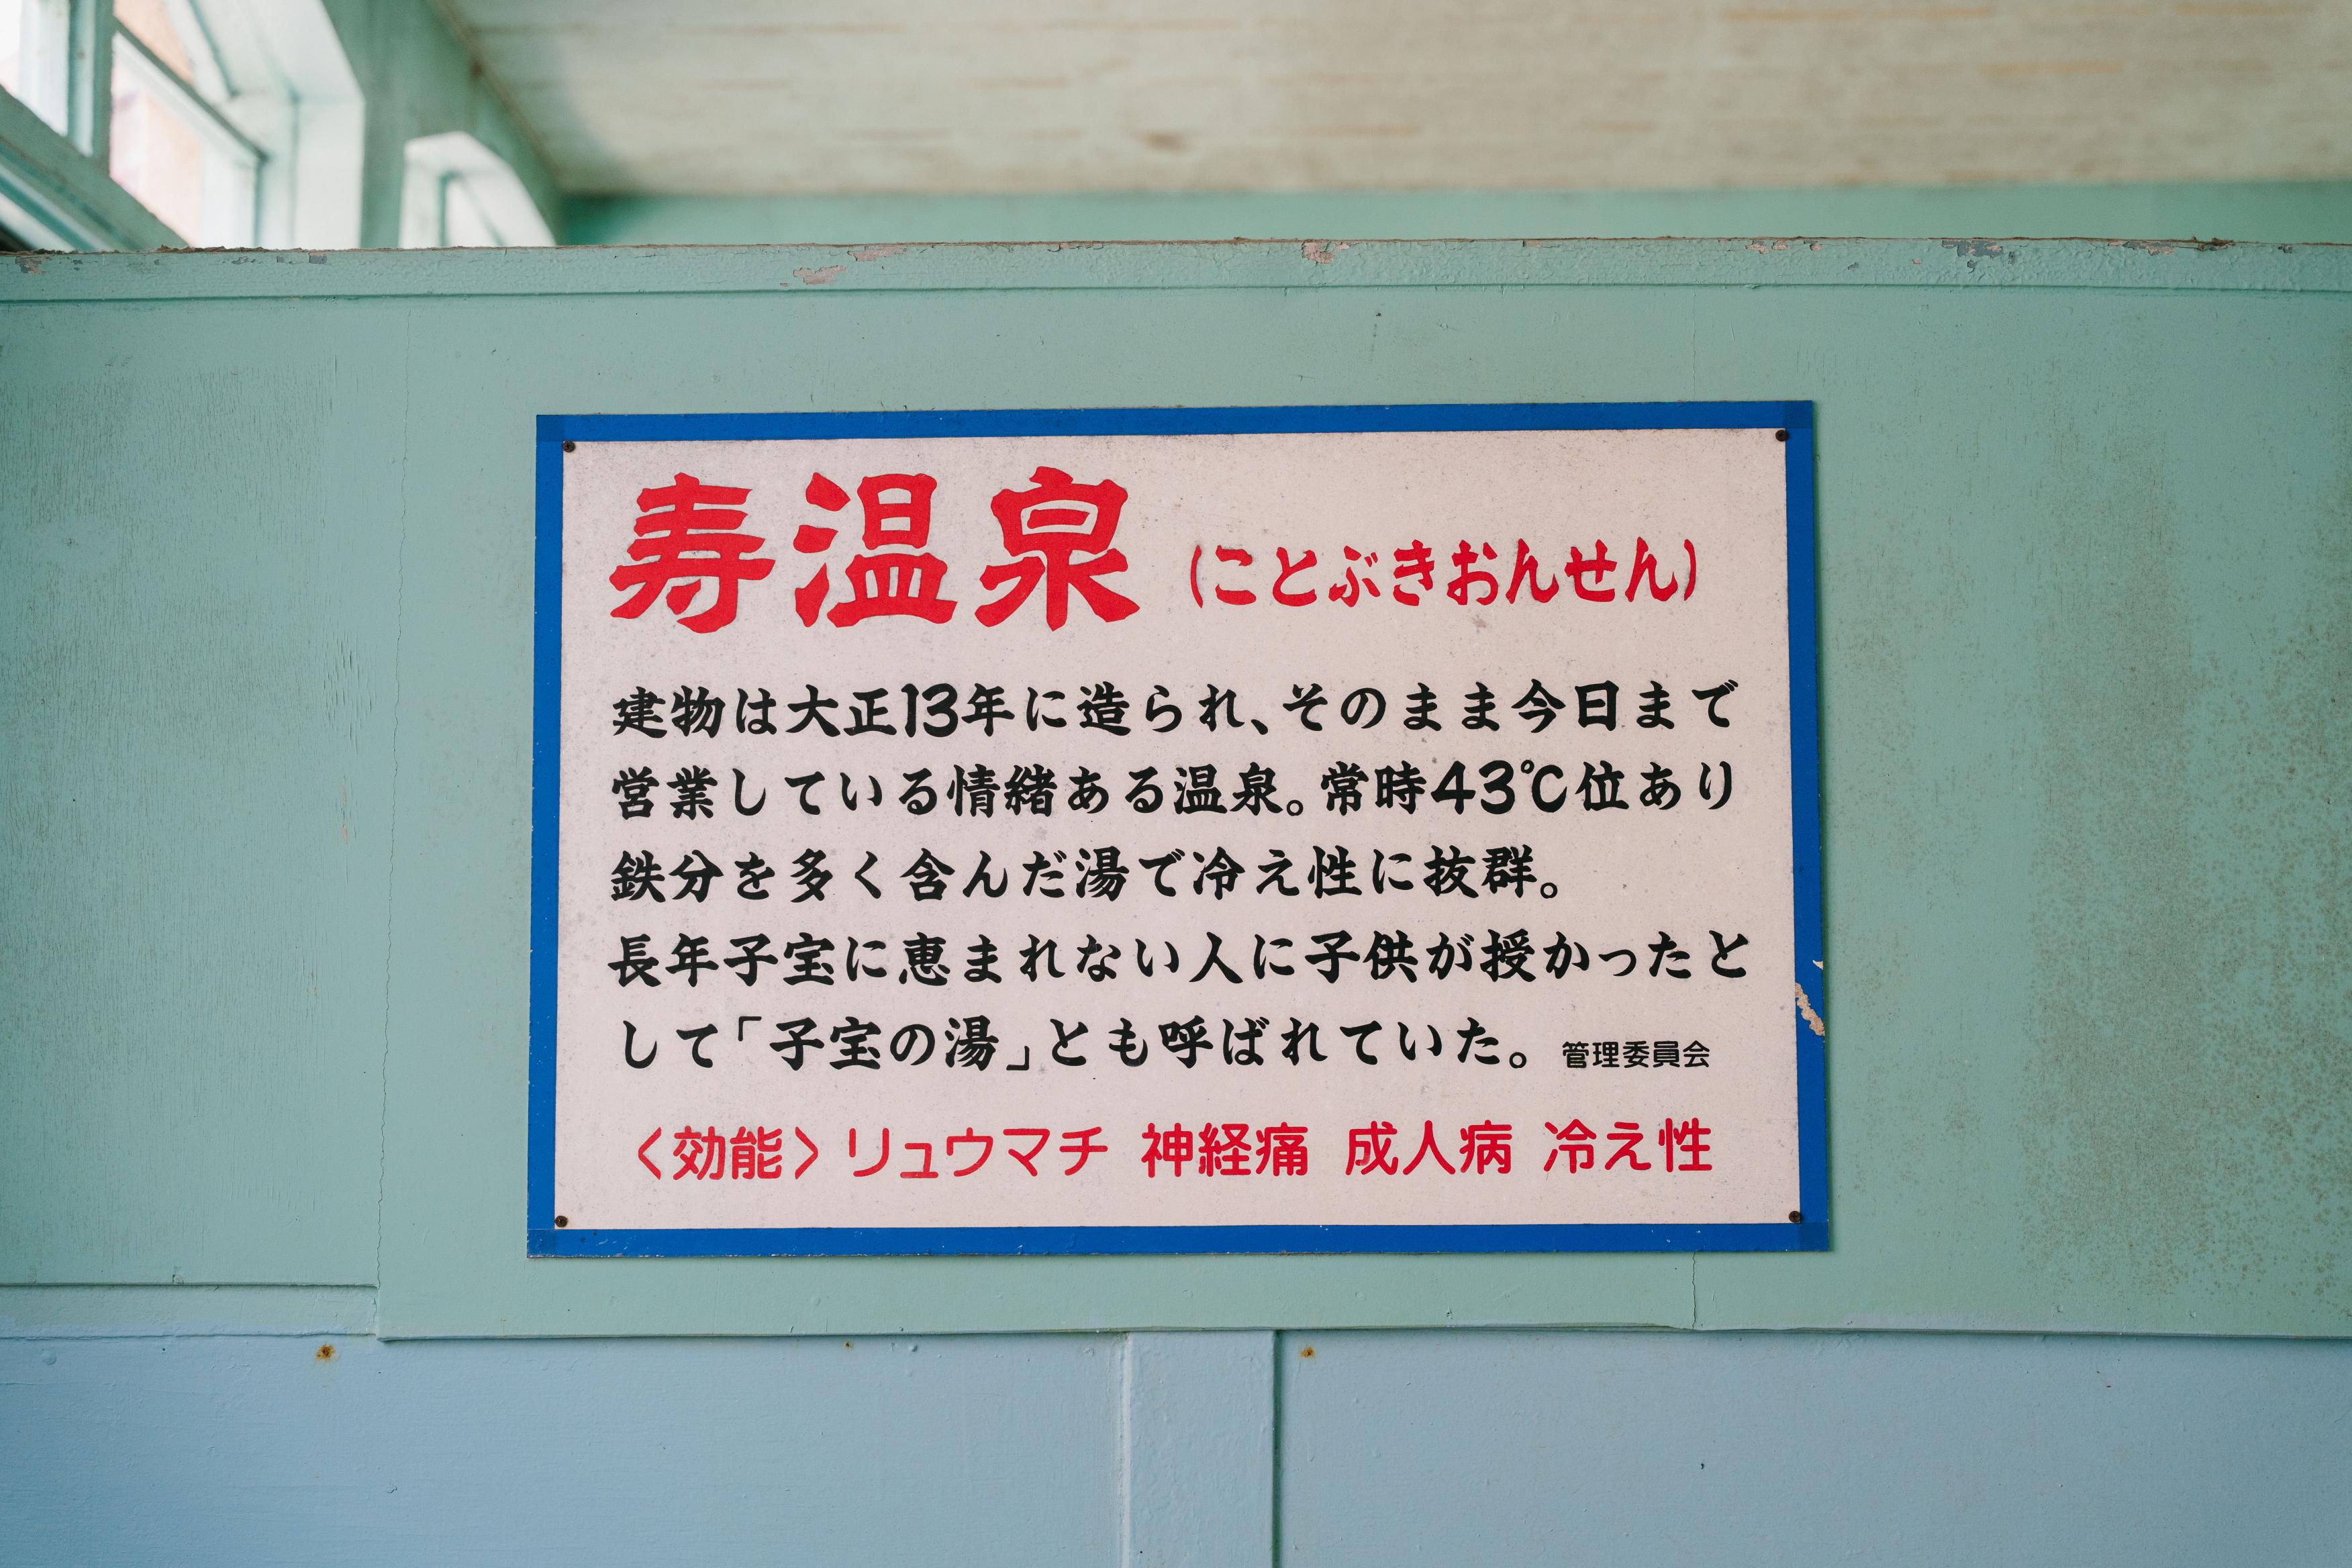 寿温泉 (ことぶきおんせん)
建物は大正13年に造られ、そのまま今日まで
営業している情緒ある温泉。常時43℃位あり
鉄分を多く含んだ湯で冷え性に抜群。
長年子宝に恵まれない人に子供が授かったと
して「子宝の湯」とも呼ばれていた。 管理委員会
〈効能〉リュウマチ 神経痛 成人病 冷え性